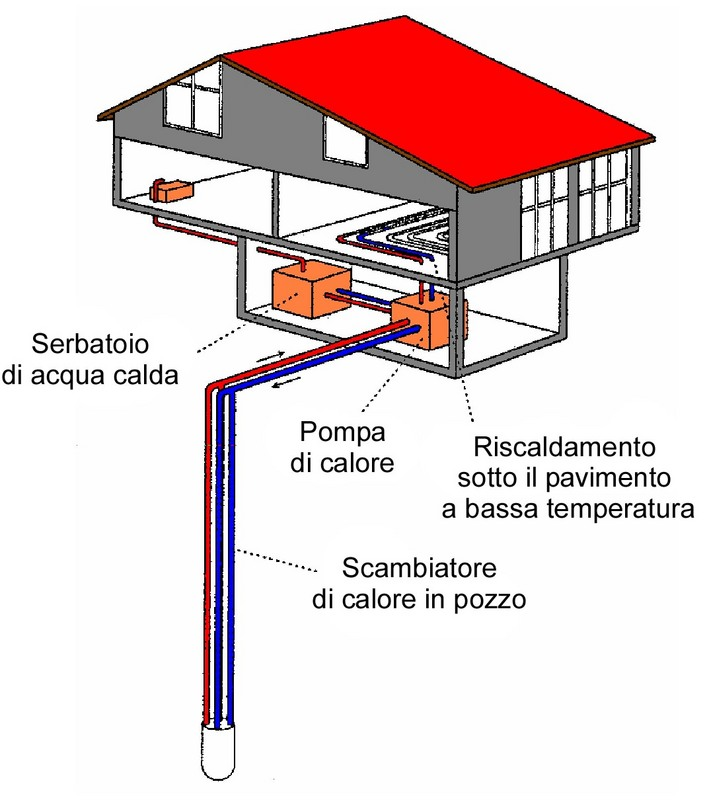 Serbatoio
di acqua calda
Pompa
di calore
Riscaldamento
sotto il pavimento
a bassa temperatura
Scambiatore
di calore in pozzo